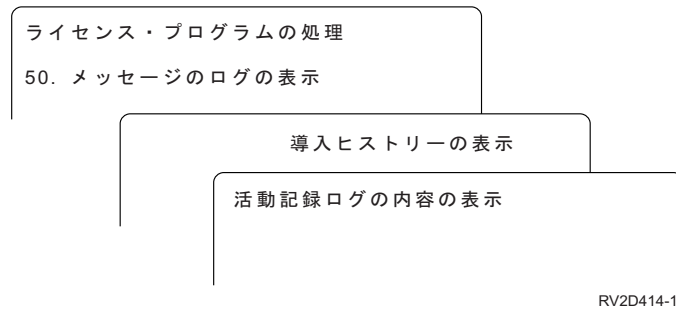 ライセンス・プログラムの処理
50. メッセージのログの表示
導入ヒストリーの表示
活動記録ログの内容の表示
RV2D414-1